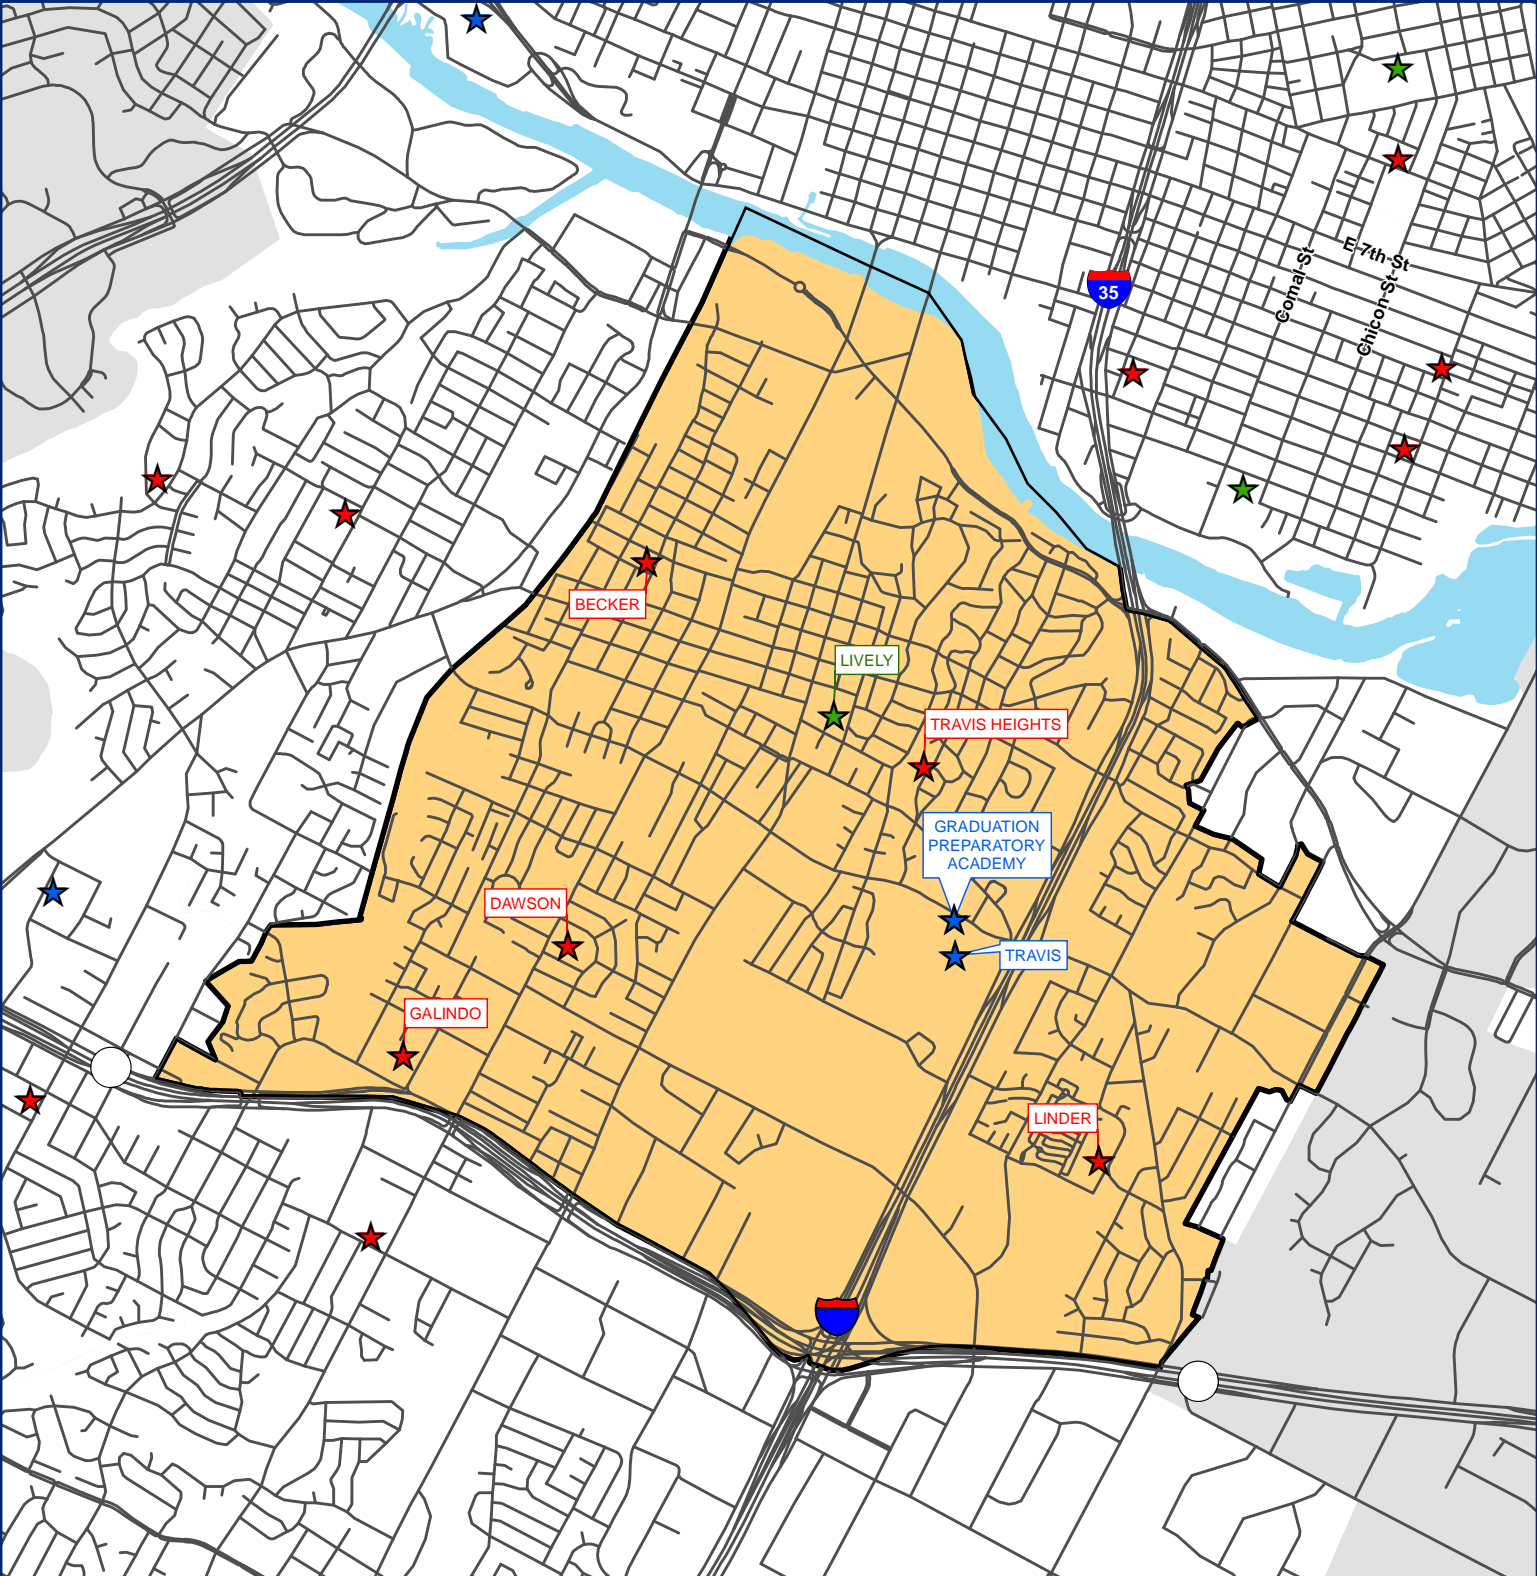 E 7th St
Comal St
Chicon St
35
BECKER
LIVELY
TRAVIS HEIGHTS
GRADUATION
PREPARATORY
ACADEMY
DAWSON
TRAVIS
GALINDO
LINDER